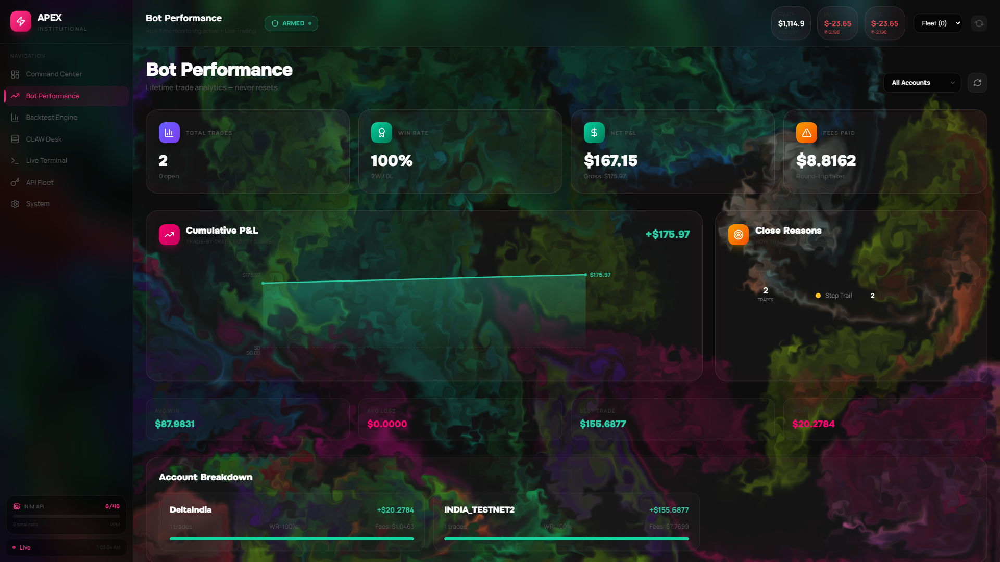 APEX
INSTITUTIONAL
NAVIGATION
Command Center
Bot Performance
Backtest Engine
CLAW Desk
Live Terminal
API Fleet
System
NIM API 0/40
0 total calls RPM
Live 1:03:04 AM
Bot Performance
Real-time monitoring active • Live Trading
ARMED
EQUITY
$1,114.9
$-23.65
₹-2,198
$-23.65
₹-2,198
Fleet (0)
Bot Performance
Lifetime trade analytics — never resets
All Accounts
TOTAL TRADES
2
0 open
WIN RATE
100%
2W / 0L
NET P&L
$167.15
Gross: $175.97
FEES PAID
$8.8162
Round-trip taker
Cumulative P&L
TRADE-BY-TRADE EQUITY CURVE
+$175.97
$175.97
$175.97
$0
$0.00
Close Reasons
HOW TRADES
2
TRADES
Step Trail 2
AVG WIN
$87.9831
AVG LOSS
$0.0000
BEST TRADE
$155.6877
$20.2784
Account Breakdown
DeltaIndia +$20.2784
1 trades WR: 100% Fees: $1.0463
INDIA_TESTNET2 +$155.6877
1 trades WR: 100% Fees: $7.7699